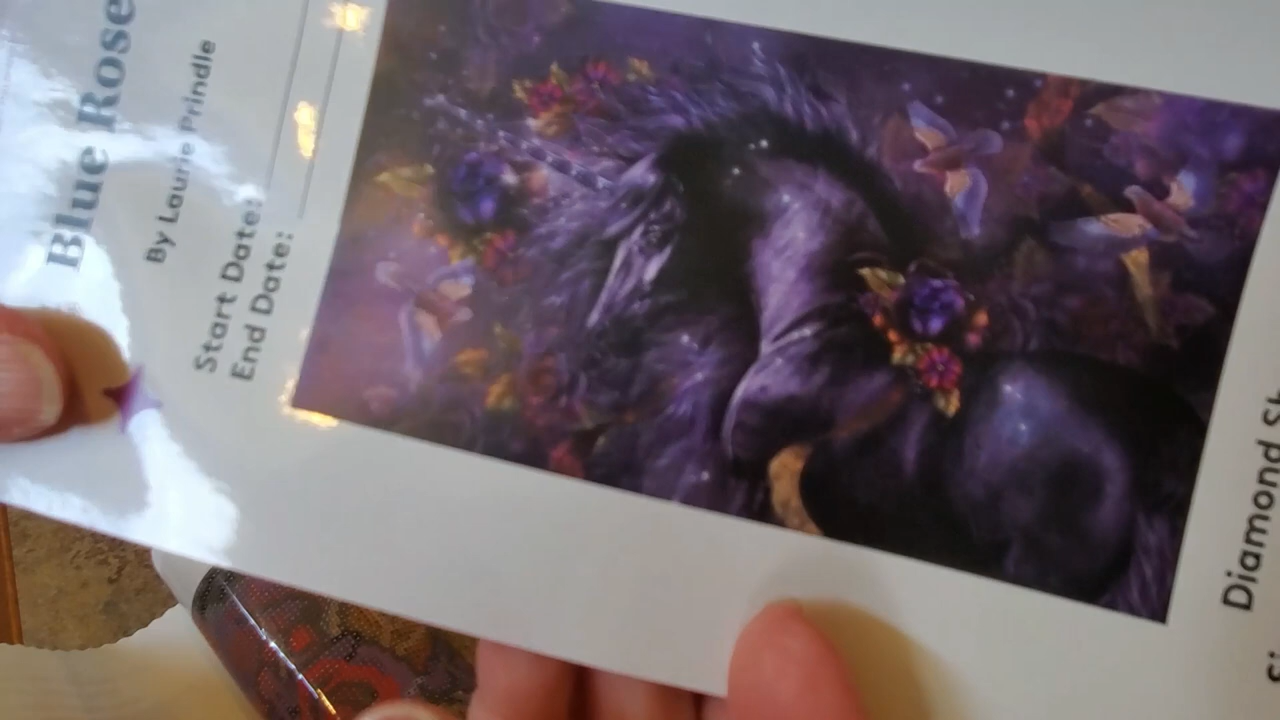 Blue Rose
By Laurie Prindle
Start Date:
End Date:
Diamond